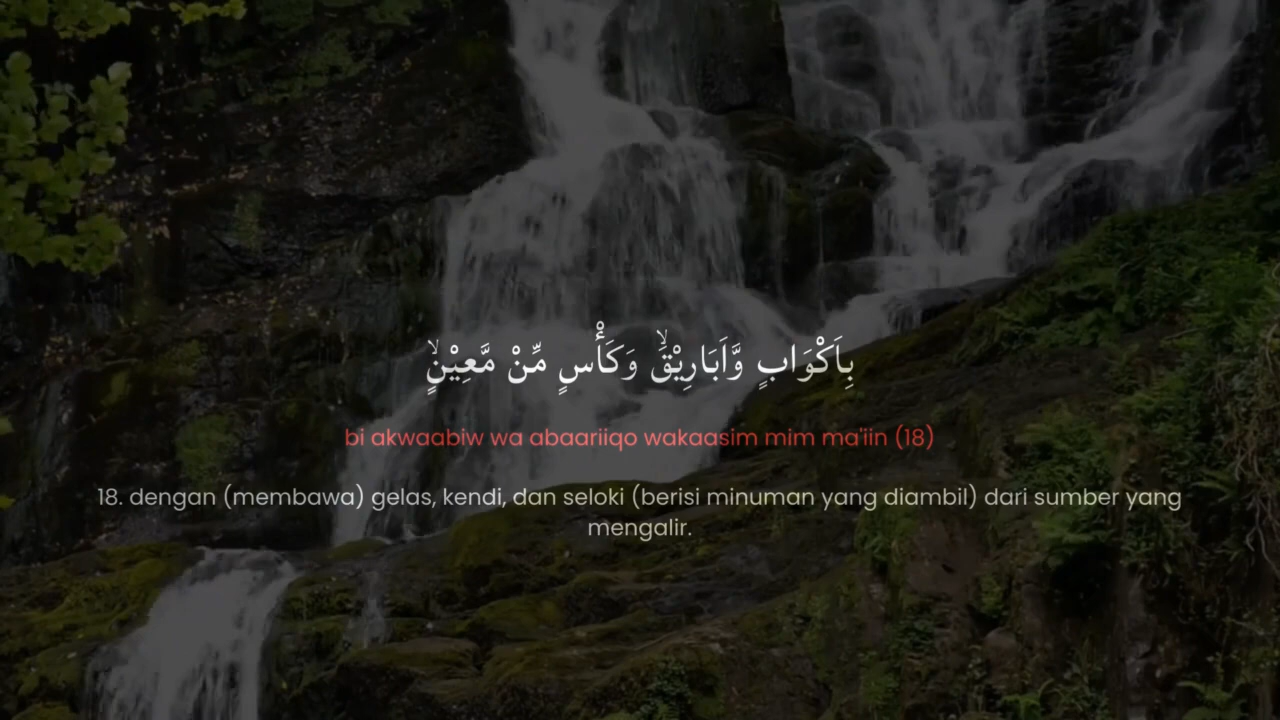 بِاَكْوَابٍ وَّاَبَارِيْقَۙ وَكَأْسٍ مِّنْ مَّعِيْنٍۙ
bi akwaabiw wa abaariiqo wakaasim mim ma'iin (18)
18. dengan (membawa) gelas, kendi, dan seloki (berisi minuman yang diambil) dari sumber yang
mengalir.